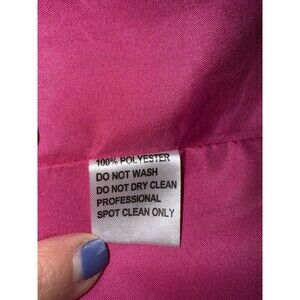 100% POLYESTER
DO NOT WASH
DO NOT DRY CLEAN
PROFESSIONAL
SPOT CLEAN ONLY